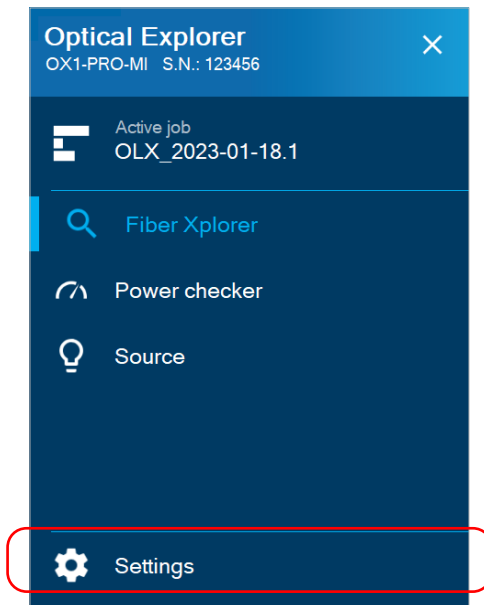 Optical Explorer
OX1-PRO-MI S.N.: 123456
Active job
OLX_2023-01-18.1
Fiber Xplorer
Power checker
Source
Settings